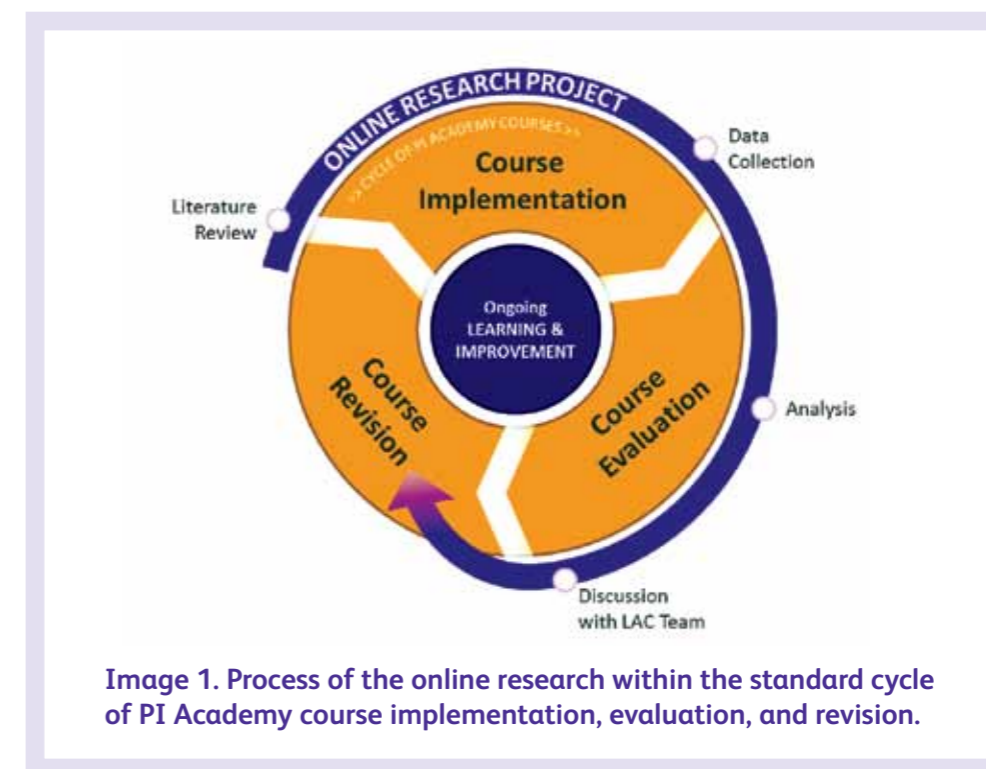 ONLINE RESEARCH PROJECT
>> CYCLE OF PI ACADEMY COURSES >>
Course
Implementation
Data
Collection
Literature
Review
Ongoing
LEARNING &
IMPROVEMENT
Course
Revision
Course
Evaluation
Analysis
Discussion
with LAC Team
Image 1. Process of the online research within the standard cycle
of PI Academy course implementation, evaluation, and revision.